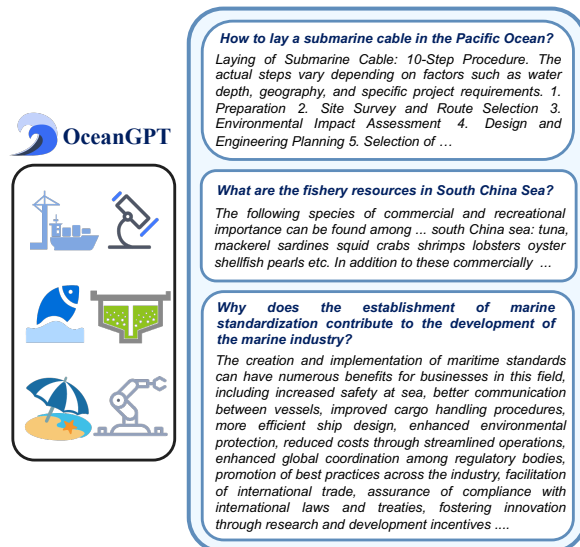 How to lay a submarine cable in the Pacific Ocean?
Laying of Submarine Cable: 10-Step Procedure. The
actual steps vary depending on factors such as water
depth, geography, and specific project requirements. 1.
Preparation 2. Site Survey and Route Selection 3.
Environmental Impact Assessment 4. Design and
Engineering Planning 5. Selection of …
OceanGPT
What are the fishery resources in South China Sea?
The following species of commercial and recreational
importance can be found among ... south China sea: tuna,
mackerel sardines squid crabs shrimps lobsters oyster
shellfish pearls etc. In addition to these commercially …
Why does the establishment of marine
standardization contribute to the development of
the marine industry?
The creation and implementation of maritime standards
can have numerous benefits for businesses in this field,
including increased safety at sea, better communication
between vessels, improved cargo handling procedures,
more efficient ship design, enhanced environmental
protection, reduced costs through streamlined operations,
enhanced global coordination among regulatory bodies,
promotion of best practices across the industry, facilitation
of international trade, assurance of compliance with
international laws and treaties, fostering innovation
through research and development incentives ....